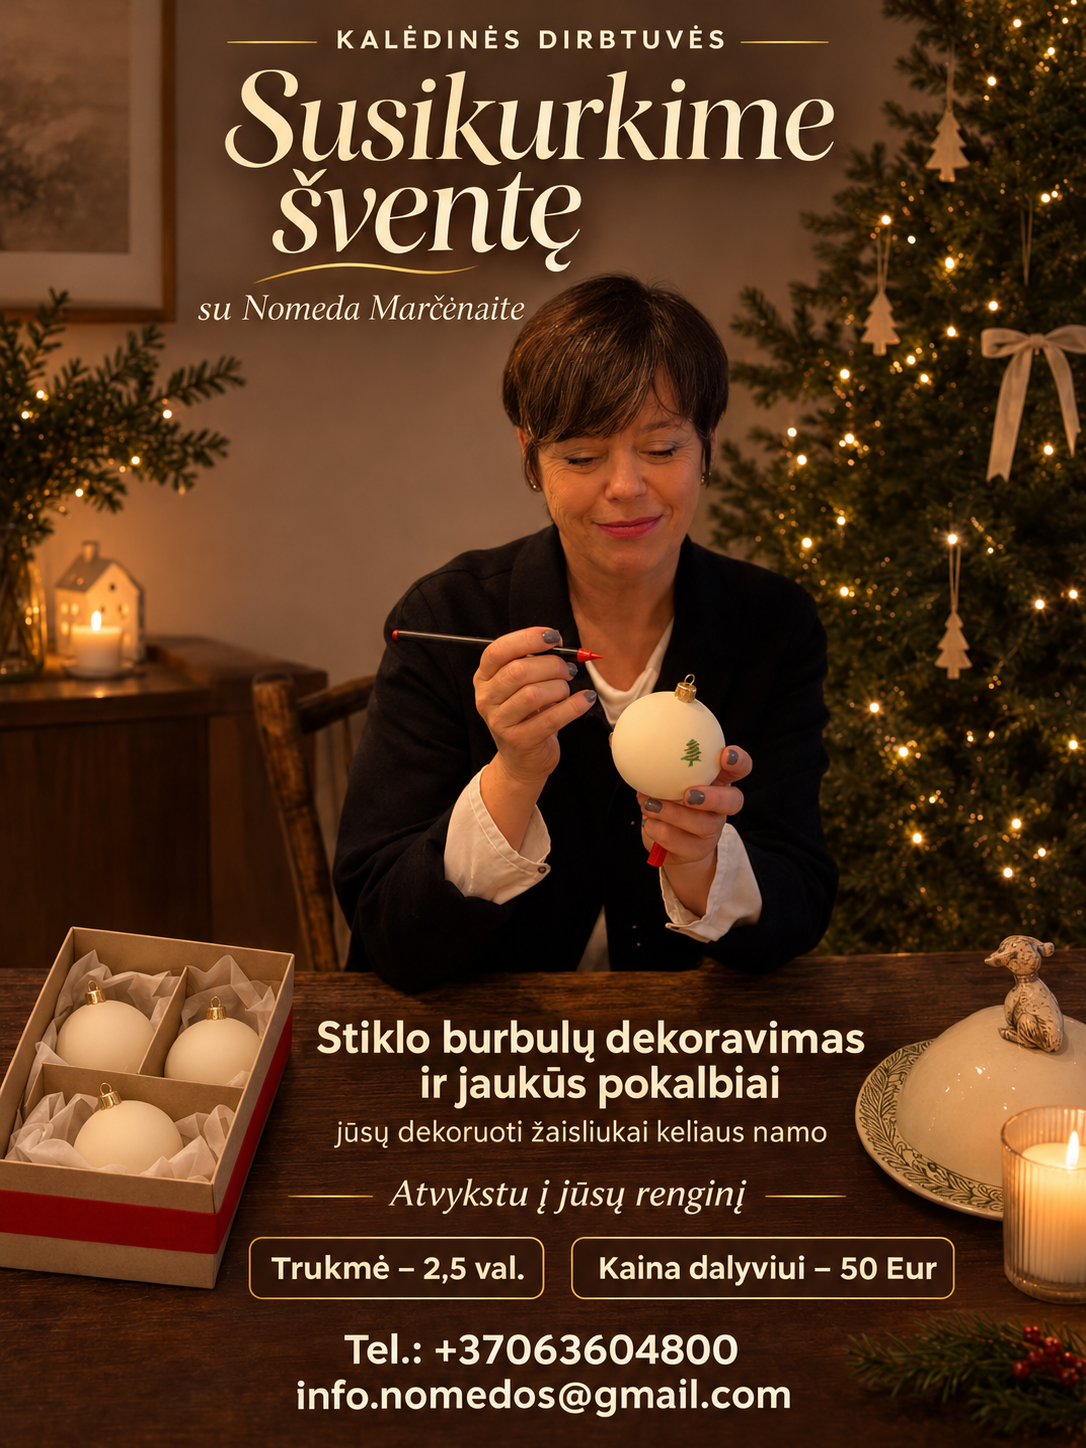 KALĖDINĖS DIRBTUVĖS
Susikurkime
šventę
su Nomeda Marčėnaite
Stiklo burbulų dekoravimas
ir jaukūs pokalbiai
jūsų dekoruoti žaisliukai keliaus namo
Atvykstu į jūsų renginį
Trukmė – 2,5 val.
Kaina dalyviui – 50 Eur
Tel.: +37063604800
info.nomedos@gmail.com